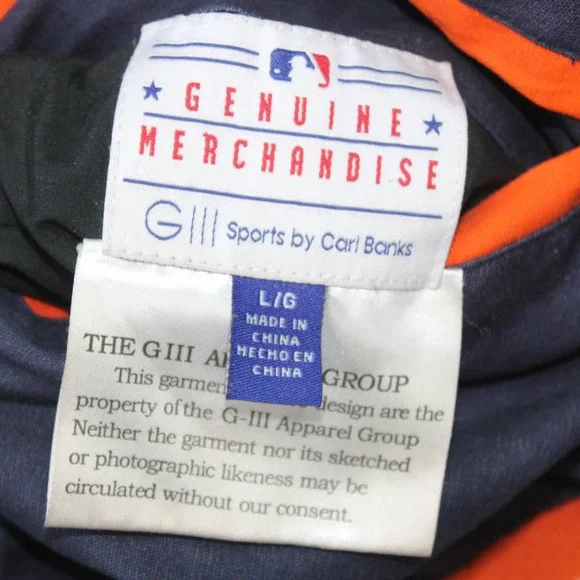 GENUINE
MERCHANDISE
GIII Sports by Carl Banks
L/G
MADE IN
CHINA
HECHO EN
CHINA
THE G III GROUP
This design are the
property of the G-III Apparel Group
Neither the garment nor its sketched
or photographic likeness may be
circulated without our consent.